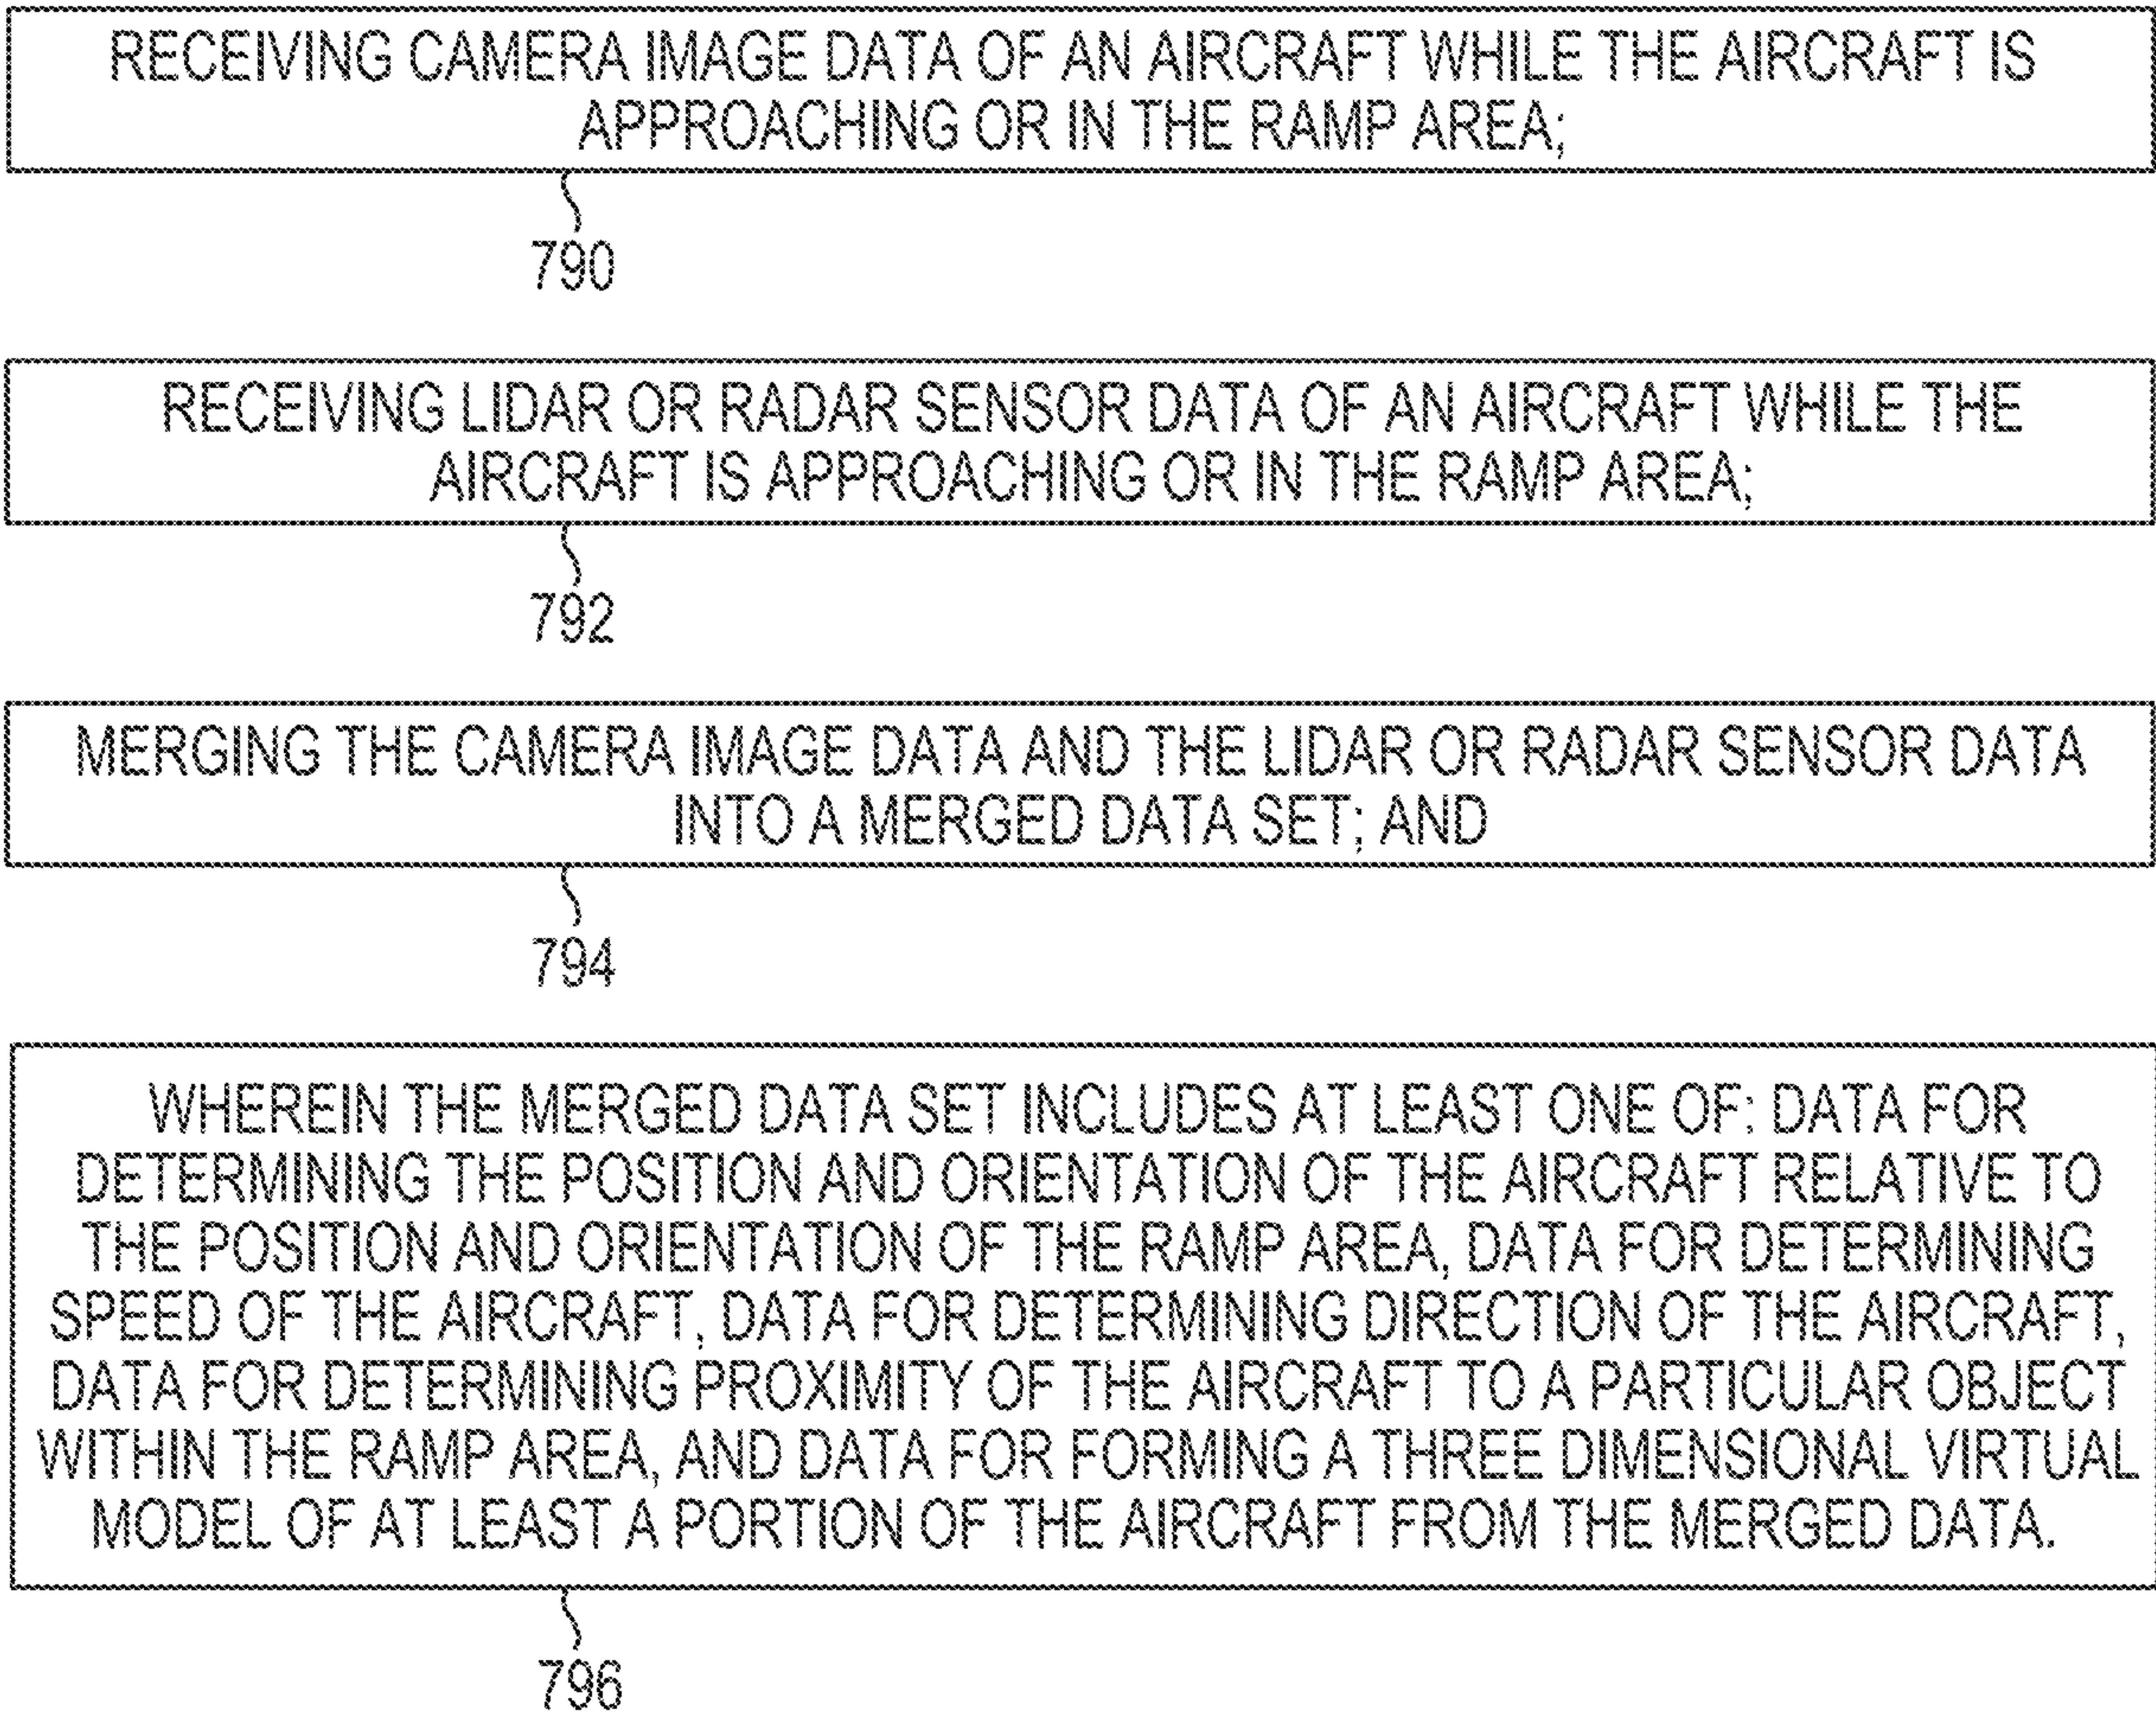 RECEIVING CAMERA IMAGE DATA OF AN AIRCRAFT WHILE THE AIRCRAFT IS
APPROACHING OR IN THE RAMP AREA;
790
RECEIVING LIDAR OR RADAR SENSOR DATA OF AN AIRCRAFT WHILE THE
AIRCRAFT IS APPROACHING OR IN THE RAMP AREA;
792
MERGING THE CAMERA IMAGE DATA AND THE LIDAR OR RADAR SENSOR DATA
INTO A MERGED DATA SET; AND
794
WHEREIN THE MERGED DATA SET INCLUDES AT LEAST ONE OF: DATA FOR
DETERMINING THE POSITION AND ORIENTATION OF THE AIRCRAFT RELATIVE TO
THE POSITION AND ORIENTATION OF THE RAMP AREA, DATA FOR DETERMINING
SPEED OF THE AIRCRAFT, DATA FOR DETERMINING DIRECTION OF THE AIRCRAFT,
DATA FOR DETERMINING PROXIMITY OF THE AIRCRAFT TO A PARTICULAR OBJECT
WITHIN THE RAMP AREA, AND DATA FOR FORMING A THREE DIMENSIONAL VIRTUAL
MODEL OF AT LEAST A PORTION OF THE AIRCRAFT FROM THE MERGED DATA.
796